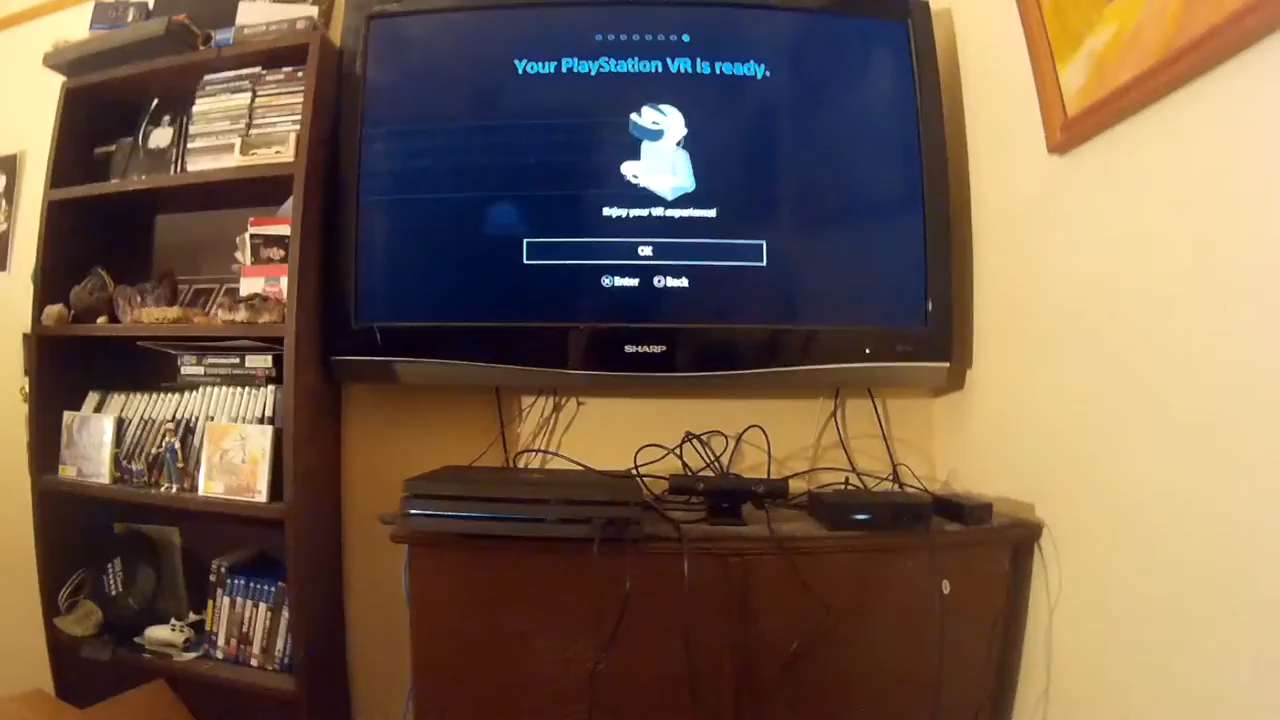 Your PlayStation VR is ready.
Enjoy your VR experience!
OK
Enter Back
SHARP